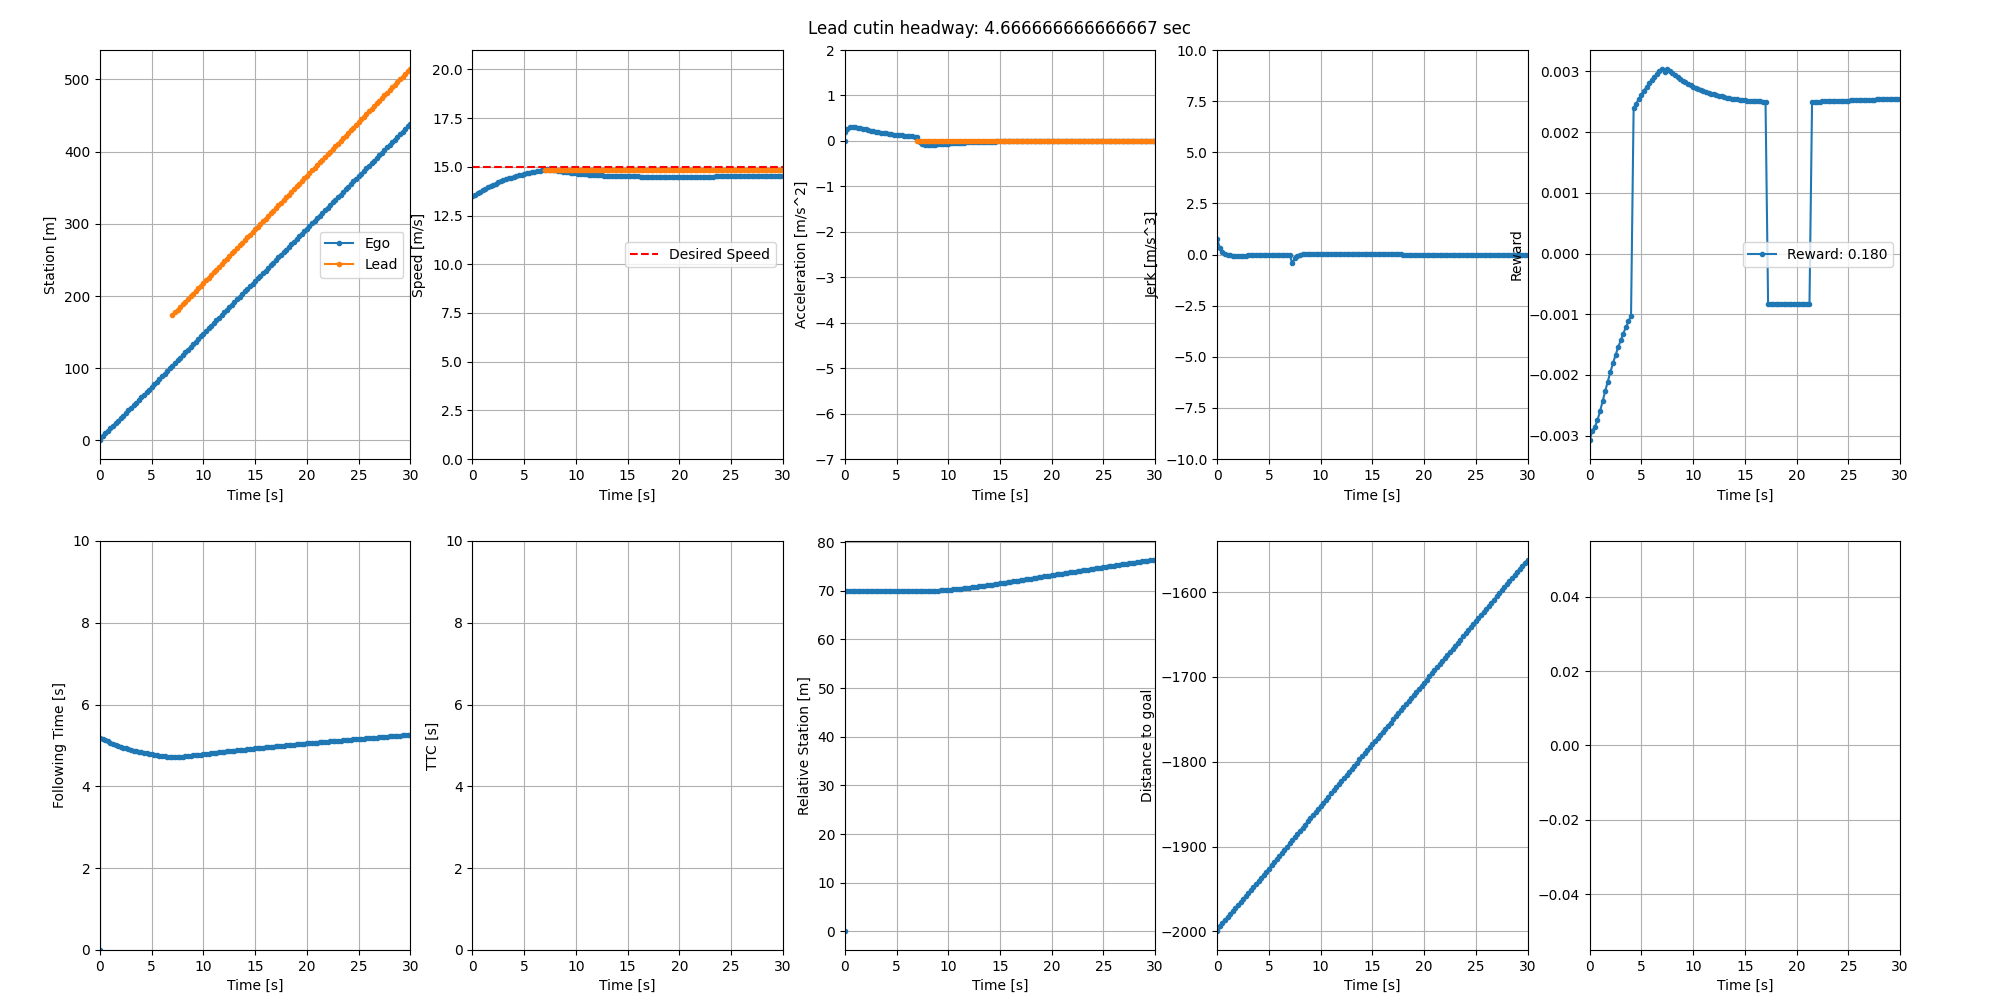 Lead cutin headway: 4.666666666666667 sec
500
400
300
200
100
0
Station [m]
Ego
Lead
0 5 10 15 20 25 30
Time [s]
20.0
17.5
15.0
12.5
10.0
7.5
5.0
2.5
0.0
Speed [m/s]
Desired Speed
0 5 10 15 20 25 30
Time [s]
2
1
0
−1
−2
−3
−4
−5
−6
−7
Acceleration [m/s^2]
0 5 10 15 20 25 30
Time [s]
10.0
7.5
5.0
2.5
0.0
−2.5
−5.0
−7.5
−10.0
Jerk [m/s^3]
0 5 10 15 20 25 30
Time [s]
0.003
0.002
0.001
0.000
−0.001
−0.002
−0.003
Reward
Reward: 0.180
0 5 10 15 20 25 30
Time [s]
10
8
6
4
2
0
Following Time [s]
0 5 10 15 20 25 30
Time [s]
10
8
6
4
2
0
TTC [s]
0 5 10 15 20 25 30
Time [s]
80
70
60
50
40
30
20
10
0
Relative Station [m]
0 5 10 15 20 25 30
Time [s]
−1600
−1700
−1800
−1900
−2000
Distance to goal
0 5 10 15 20 25 30
Time [s]
0.04
0.02
0.00
−0.02
−0.04
0 5 10 15 20 25 30
Time [s]